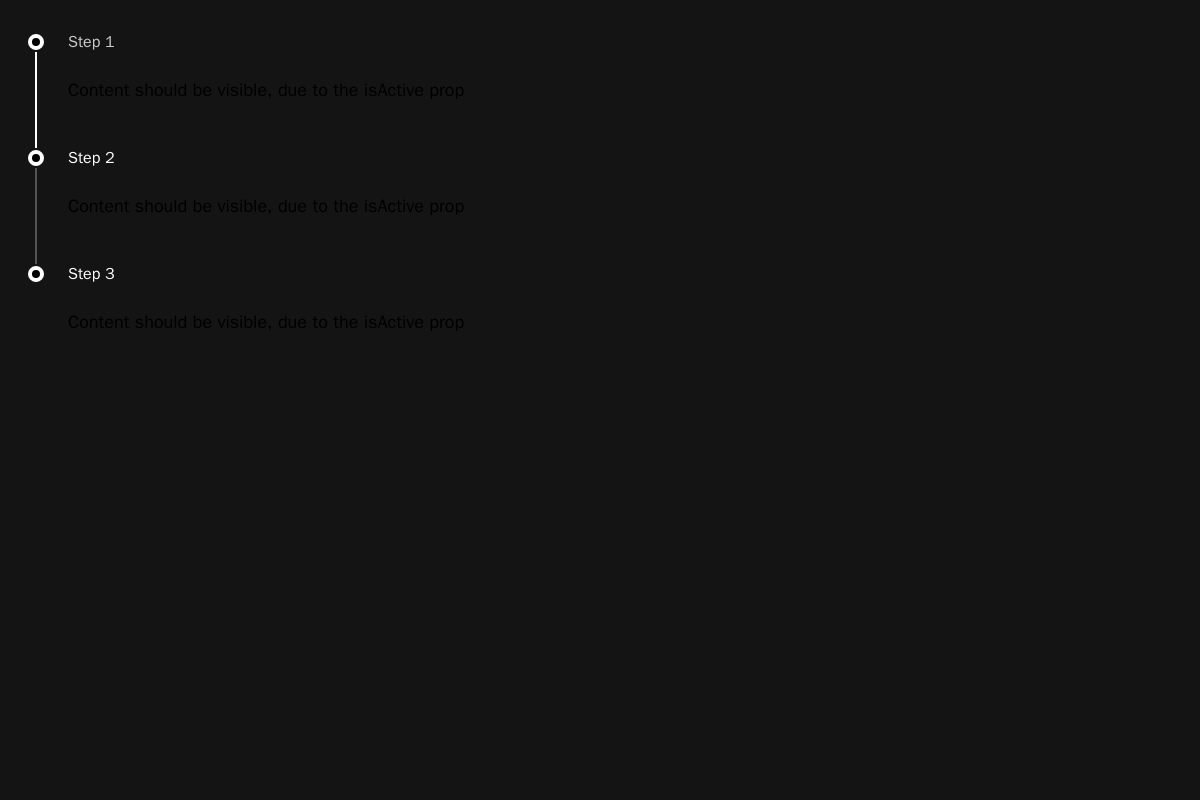 Step 1
Content should be visible, due to the isActive prop
Step 2
Content should be visible, due to the isActive prop
Step 3
Content should be visible, due to the isActive prop